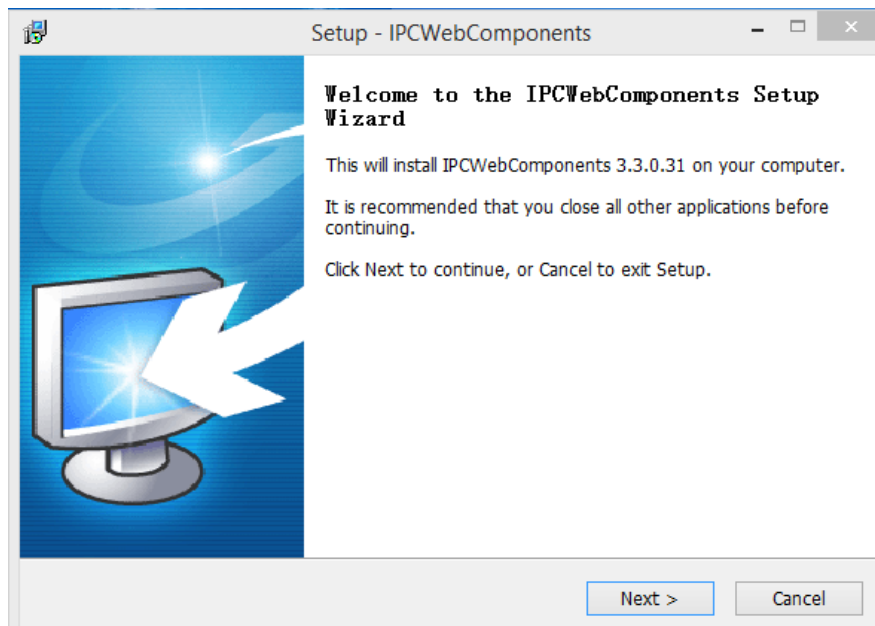 Setup - IPCWebComponents
Welcome to the IPCWebComponents Setup
Wizard
This will install IPCWebComponents 3.3.0.31 on your computer.
It is recommended that you close all other applications before
continuing.
Click Next to continue, or Cancel to exit Setup.
Next >
Cancel